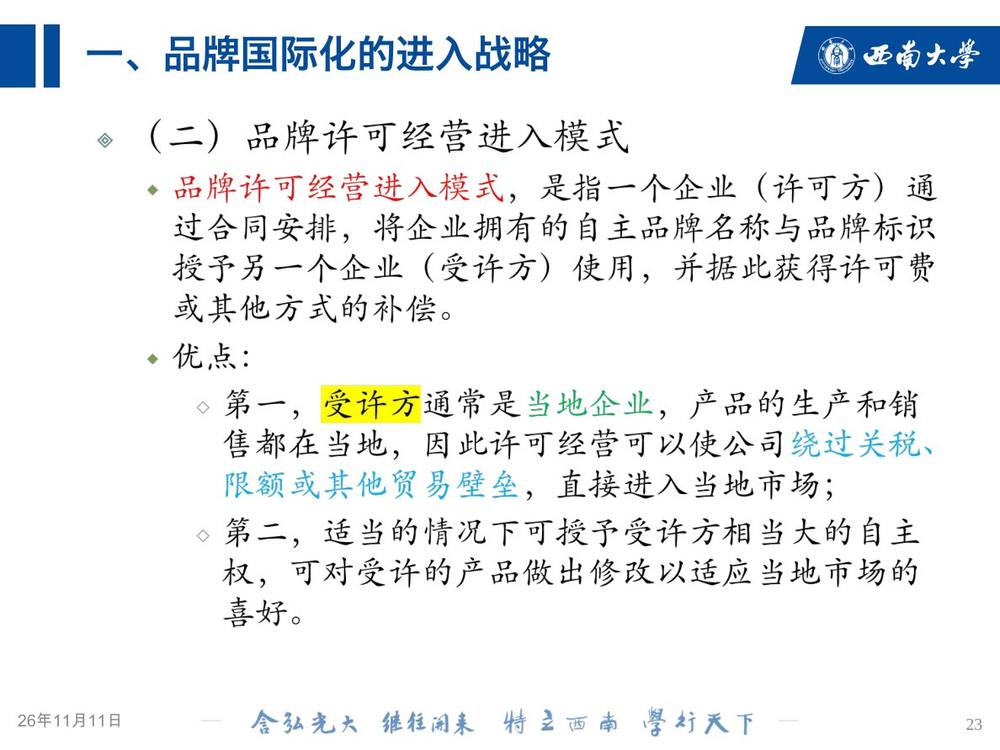 一、品牌国际化的进入战略
西南大学
（二）品牌许可经营进入模式
品牌许可经营进入模式，是指一个企业（许可方）通
过合同安排，将企业拥有的自主品牌名称与品牌标识
授予另一个企业（受许方）使用，并据此获得许可费
或其他方式的补偿。
优点：
第一，受许方通常是当地企业，产品的生产和销
售都在当地，因此许可经营可以使公司绕过关税、
限额或其他贸易壁垒，直接进入当地市场；
第二，适当的情况下可授予受许方相当大的自主
权，可对受许的产品做出修改以适应当地市场的
喜好。
26年11月11日
含弘光大 继往开来 特立西南 學行天下
23